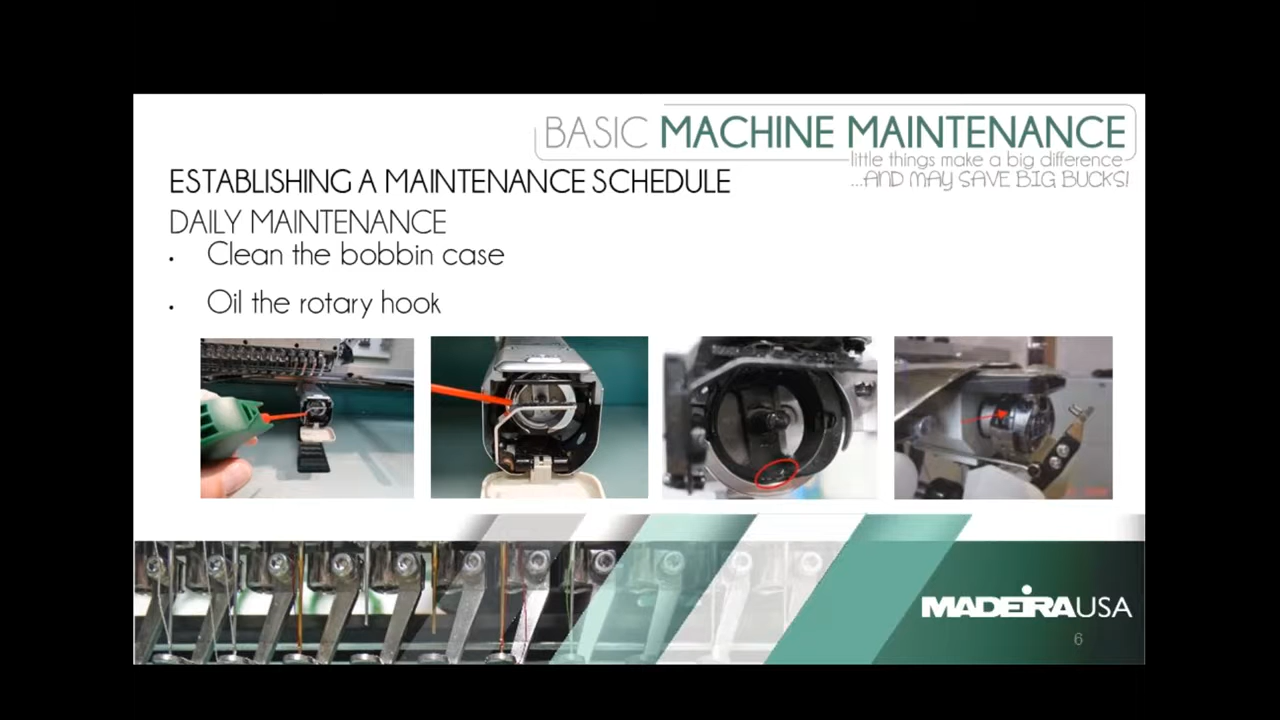 BASIC MACHINE MAINTENANCE
little things make a big difference
...AND MAY SAVE BIG BUCKS!
ESTABLISHING A MAINTENANCE SCHEDULE
DAILY MAINTENANCE
• Clean the bobbin case
• Oil the rotary hook
MADEIRA USA
6